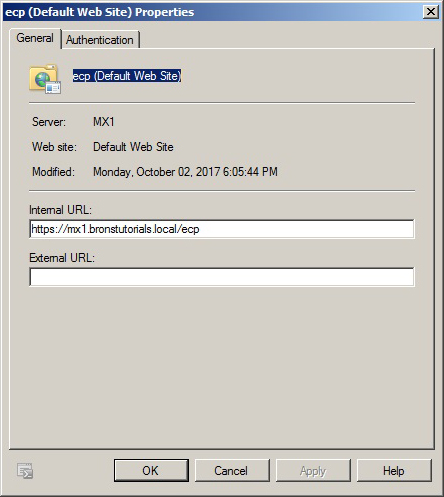 ecp (Default Web Site) Properties
General
Authentication
ecp (Default Web Site)
Server: MX1
Web site: Default Web Site
Modified: Monday, October 02, 2017 6:05:44 PM
Internal URL:
https://mx1.bronstutorials.local/ecp
External URL:
OK Cancel Apply Help